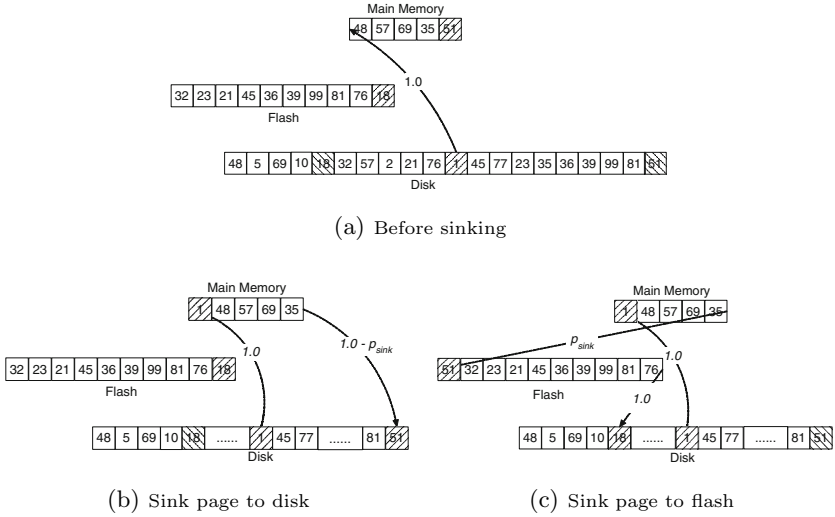 Main Memory
48 57 69 35 51
1.0
32 23 21 45 36 39 99 81 76 18
Flash
48 5 69 10 18 32 57 2 21 76 1 45 77 23 35 36 39 99 81 51
Disk
(a) Before sinking
Main Memory
1 48 57 69 35
1.0
1.0 - psink
32 23 21 45 36 39 99 81 76 18
Flash
48 5 69 10 18 ...... 1 45 77 ...... 81 51
Disk
(b) Sink page to disk
Main Memory
1 48 57 69 35
psink
1.0
51 32 23 21 45 36 39 99 81 76
Flash
1.0
48 5 69 10 18 ...... 1 45 77 ...... 81 51
Disk
(c) Sink page to flash